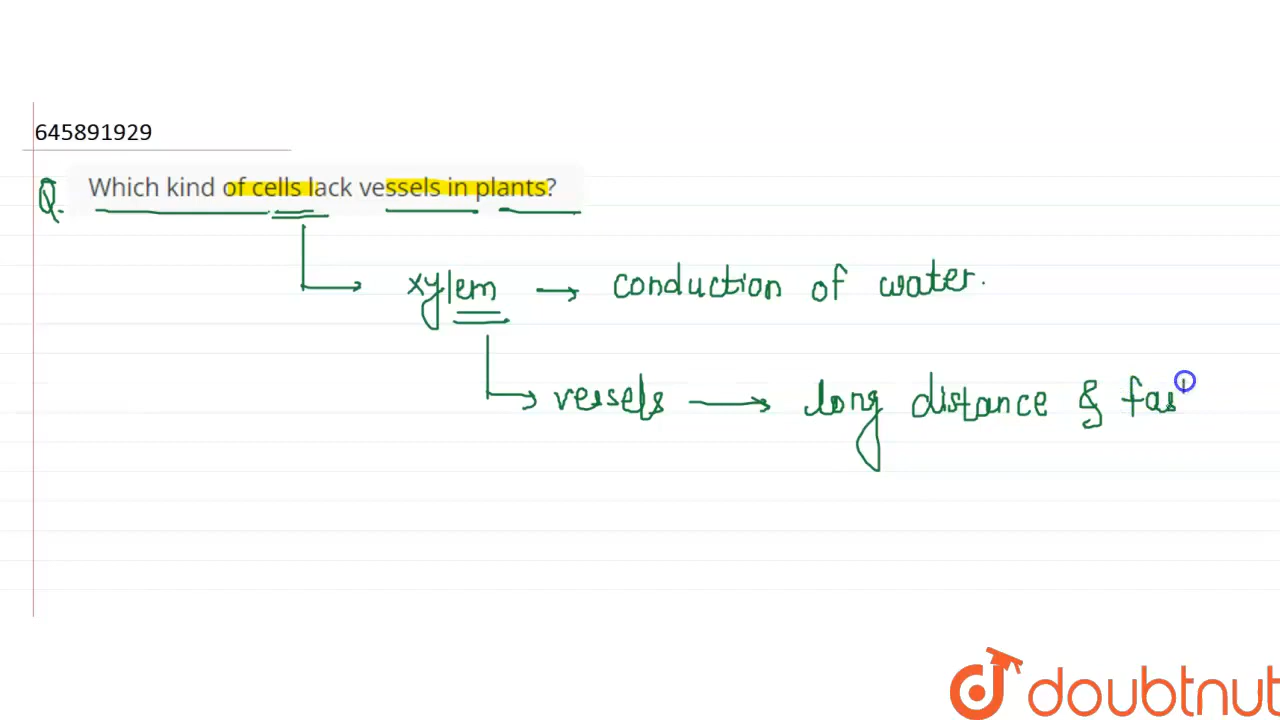 645891929
Q. Which kind of cells lack vessels in plants?
xylem → conduction of water.
vessels → long distance & fas
doubtnut